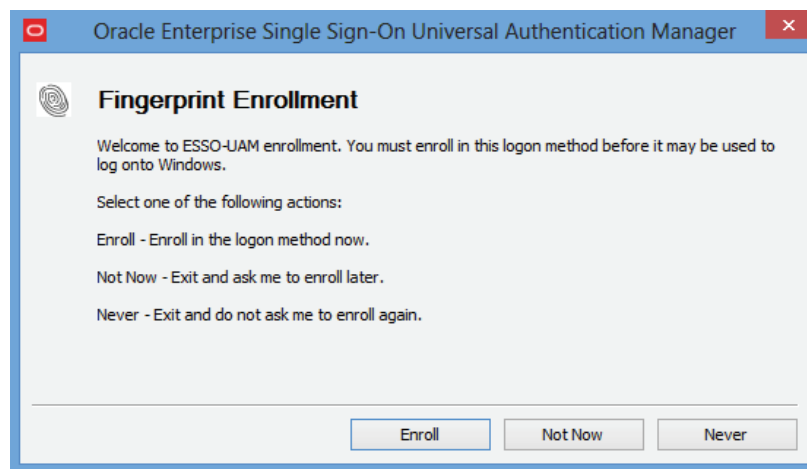 Oracle Enterprise Single Sign-On Universal Authentication Manager
Fingerprint Enrollment
Welcome to ESSO-UAM enrollment. You must enroll in this logon method before it may be used to
log onto Windows.
Select one of the following actions:
Enroll - Enroll in the logon method now.
Not Now - Exit and ask me to enroll later.
Never - Exit and do not ask me to enroll again.
Enroll Not Now Never